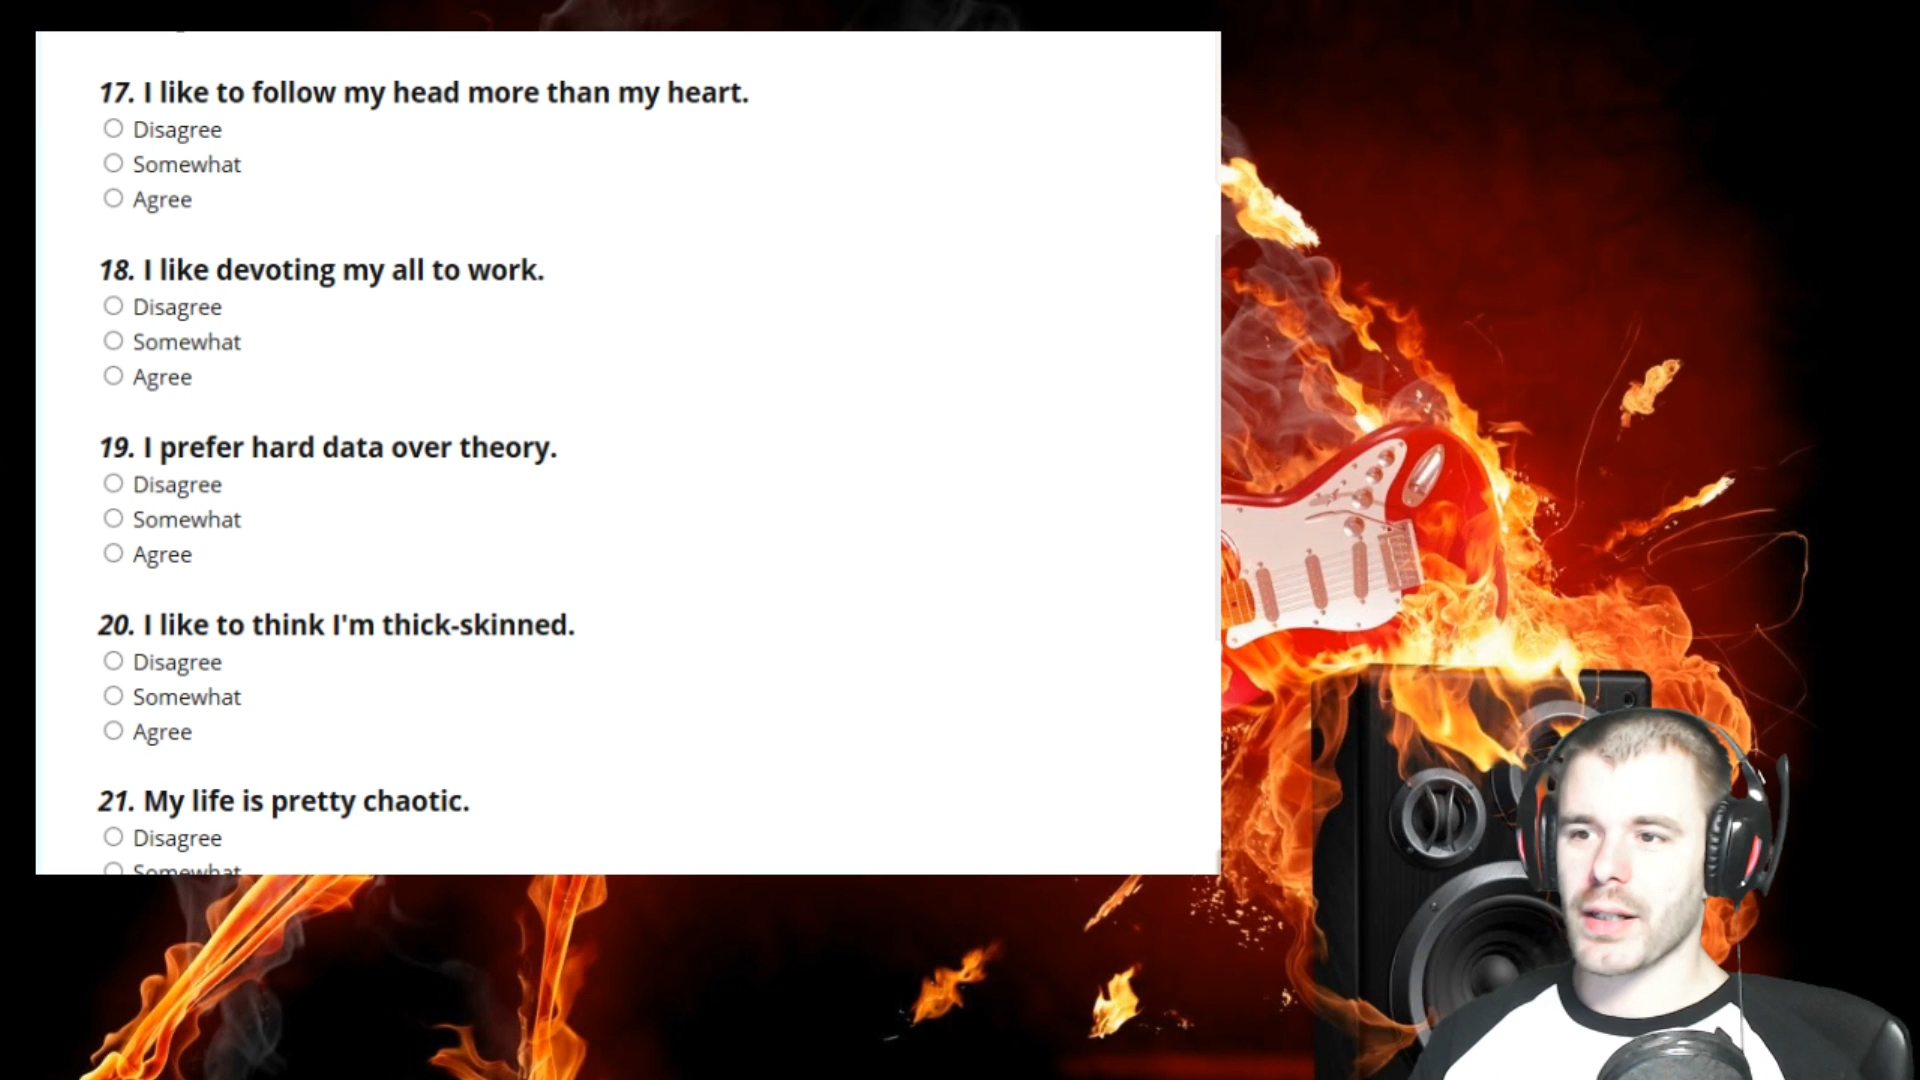 17. I like to follow my head more than my heart.
Disagree
Somewhat
Agree
18. I like devoting my all to work.
Disagree
Somewhat
Agree
19. I prefer hard data over theory.
Disagree
Somewhat
Agree
20. I like to think I'm thick-skinned.
Disagree
Somewhat
Agree
21. My life is pretty chaotic.
Disagree
Somewhat